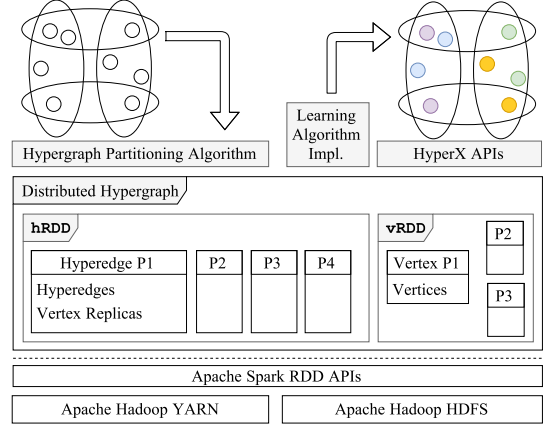 Hypergraph Partitioning Algorithm
Learning
Algorithm
Impl.
HyperX APIs
Distributed Hypergraph
hRDD
Hyperedge P1
Hyperedges
Vertex Replicas
P2
P3
P4
vRDD
Vertex P1
Vertices
P2
P3
Apache Spark RDD APIs
Apache Hadoop YARN
Apache Hadoop HDFS